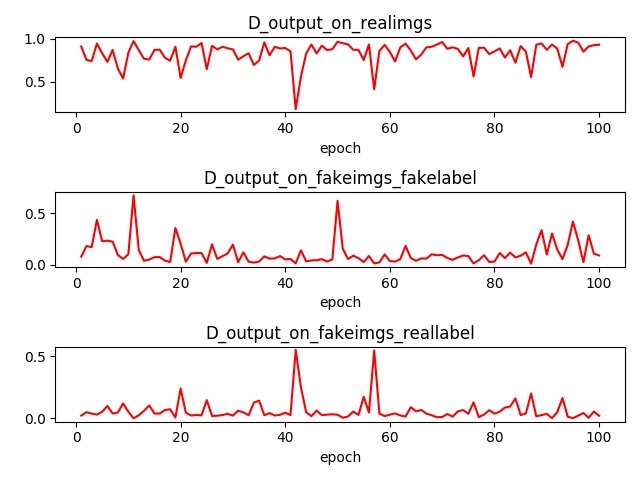 D_output_on_realimgs
1.0
0.5
0 20 40 60 80 100
epoch
D_output_on_fakeimgs_fakelabel
0.5
0.0
0 20 40 60 80 100
epoch
D_output_on_fakeimgs_reallabel
0.5
0.0
0 20 40 60 80 100
epoch